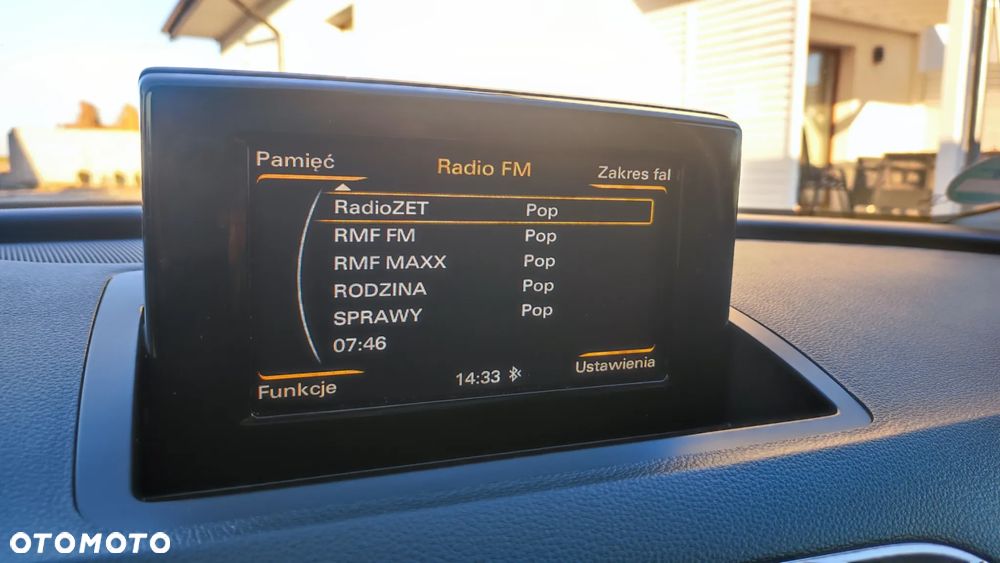 Pamięć Radio FM Zakres fal
RadioZET Pop
RMF FM Pop
RMF MAXX Pop
RODZINA Pop
SPRAWY Pop
07:46
Funkcje 14:33 Ustawienia
OTOMOTO